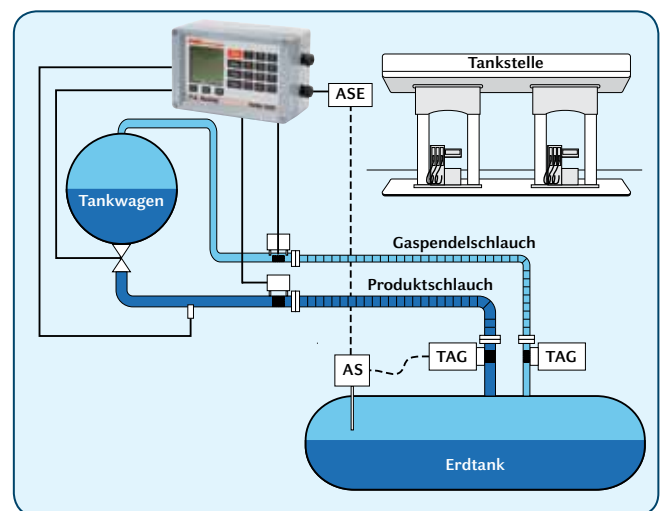 Tankstelle
ASE
Tankwagen
Gaspendelschlauch
Produktschlauch
TAG
TAG
AS
Erdtank